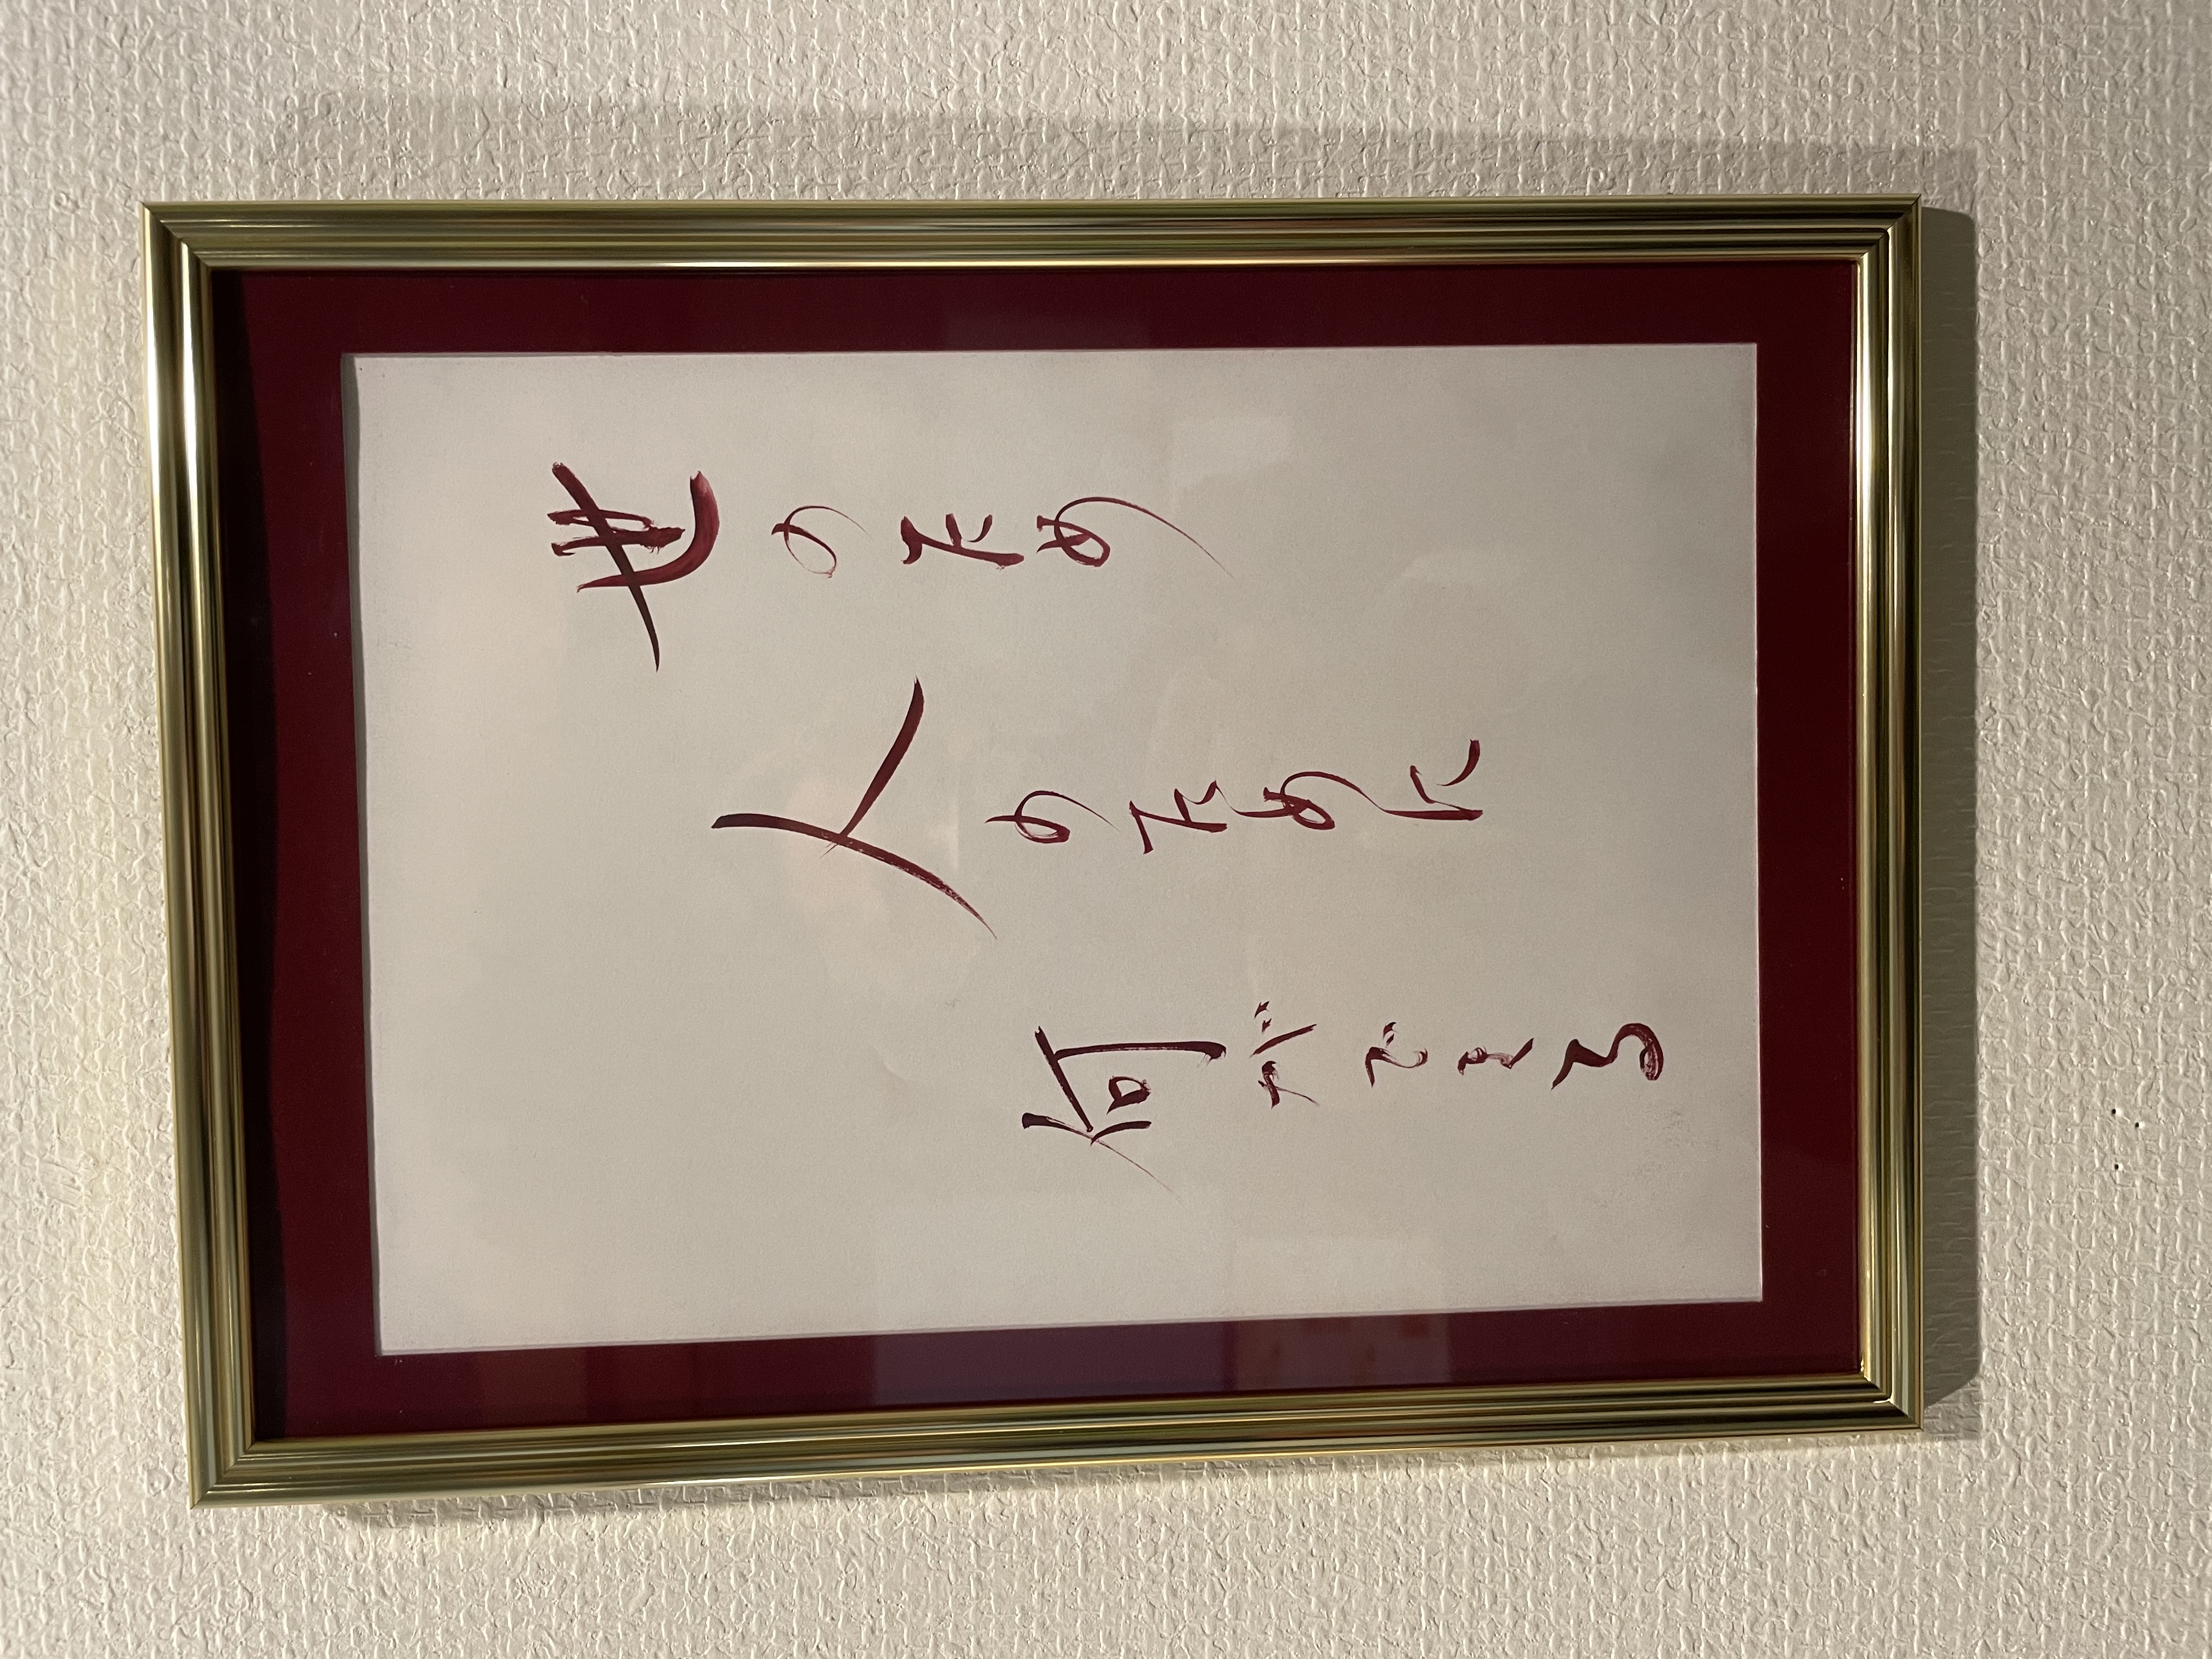 世のため
人のために
何ができる